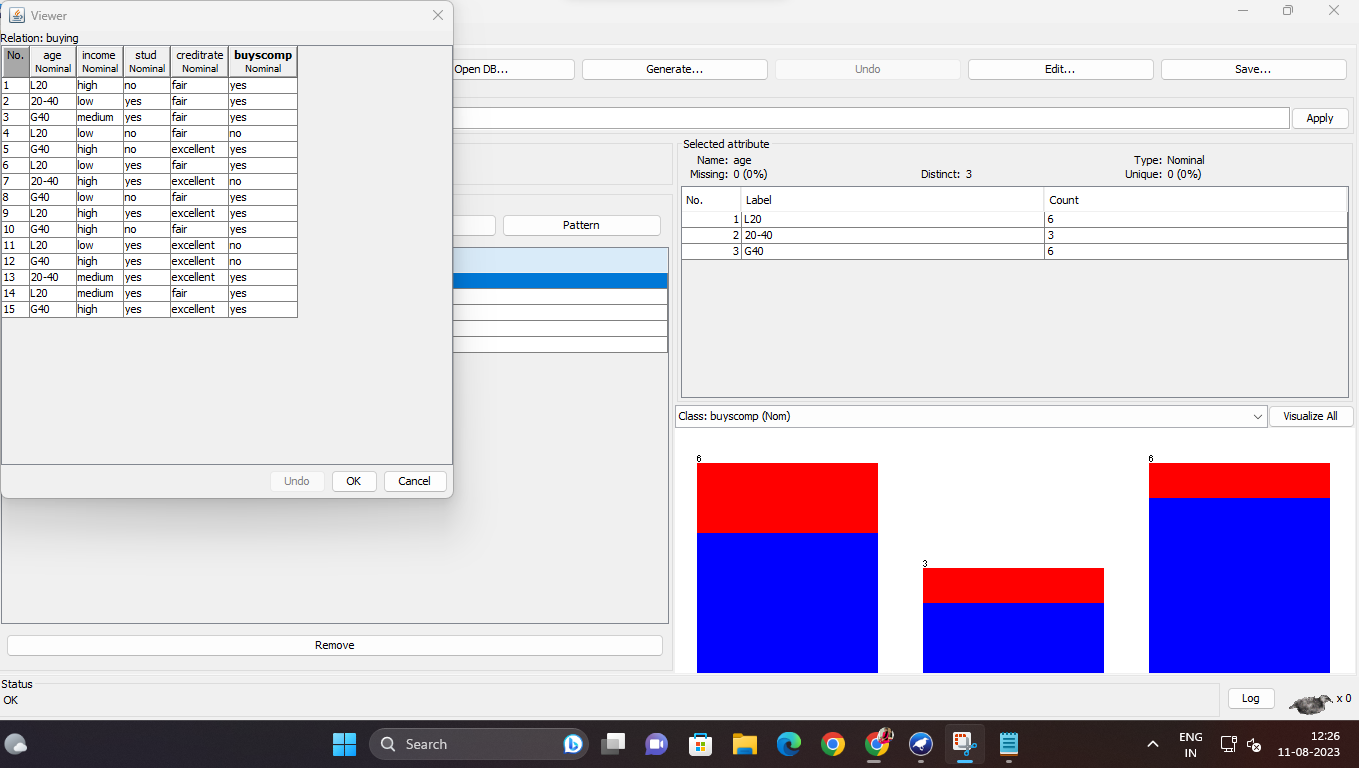 Viewer
Relation: buying
No. age income stud creditrate buyscomp
Nominal Nominal Nominal Nominal Nominal
1 L20 high no fair yes
2 20-40 low yes fair yes
3 G40 medium yes fair yes
4 L20 low no fair no
5 G40 high no excellent yes
6 L20 low yes fair yes
7 20-40 high yes excellent no
8 G40 low no fair yes
9 L20 high yes excellent yes
10 G40 high no fair yes
11 L20 low yes excellent no
12 G40 high yes excellent no
13 20-40 medium yes excellent yes
14 L20 medium yes fair yes
15 G40 high yes excellent yes
Undo OK Cancel
Open DB... Generate... Undo Edit... Save...
Apply
Pattern
Selected attribute
Name: age Type: Nominal
Missing: 0 (0%) Distinct: 3 Unique: 0 (0%)
No. Label Count
1 L20 6
2 20-40 3
3 G40 6
Class: buyscomp (Nom) Visualize All
6 6
3
Remove
Status
OK
Log x 0
Search
ENG
IN
12:26
11-08-2023